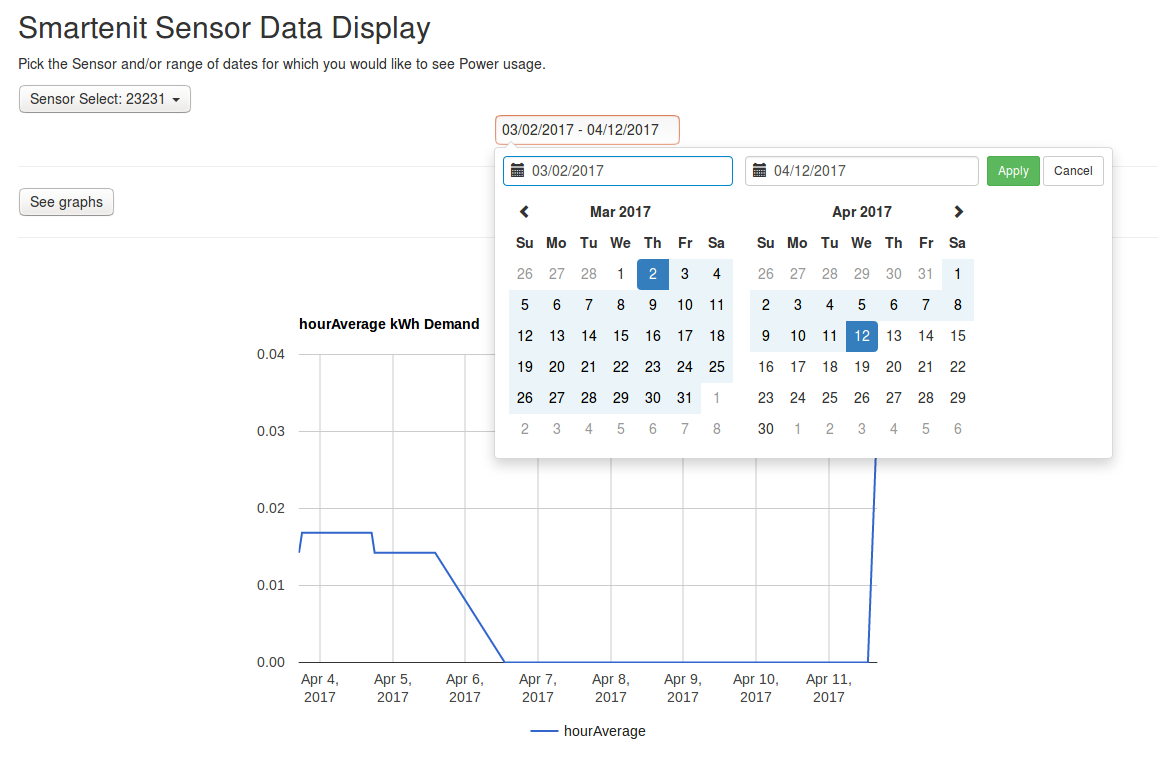 Smartenit Sensor Data Display
Pick the Sensor and/or range of dates for which you would like to see Power usage.
Sensor Select: 23231
03/02/2017 - 04/12/2017
03/02/2017 04/12/2017 Apply Cancel
See graphs
Mar 2017 Apr 2017
Su Mo Tu We Th Fr Sa Su Mo Tu We Th Fr Sa
26 27 28 1 2 3 4 26 27 28 29 30 31 1
5 6 7 8 9 10 11 2 3 4 5 6 7 8
12 13 14 15 16 17 18 9 10 11 12 13 14 15
19 20 21 22 23 24 25 16 17 18 19 20 21 22
26 27 28 29 30 31 1 23 24 25 26 27 28 29
2 3 4 5 6 7 8 30 1 2 3 4 5 6
hourAverage kWh Demand
0.04
0.03
0.02
0.01
0.00
Apr 4, Apr 5, Apr 6, Apr 7, Apr 8, Apr 9, Apr 10, Apr 11,
2017 2017 2017 2017 2017 2017 2017 2017
hourAverage